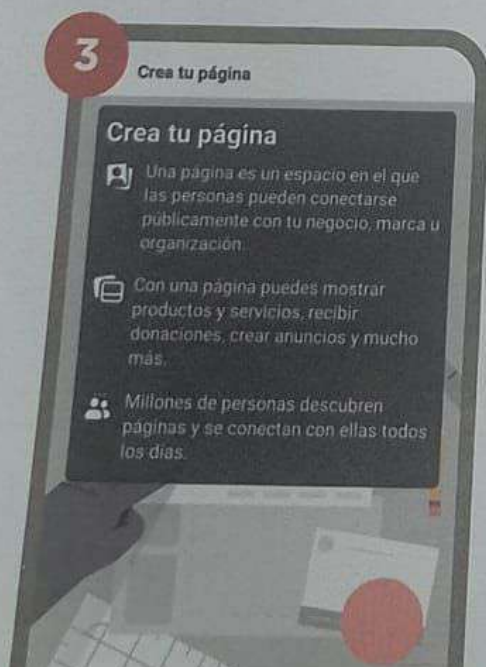 3
Crea tu página
Crea tu página
Una página es un espacio en el que
las personas pueden conectarse
públicamente con tu negocio, marca u
organización.
Con una página puedes mostrar
productos y servicios, recibir
donaciones, crear anuncios y mucho
más.
Millones de personas descubren
páginas y se conectan con ellas todos
los días.